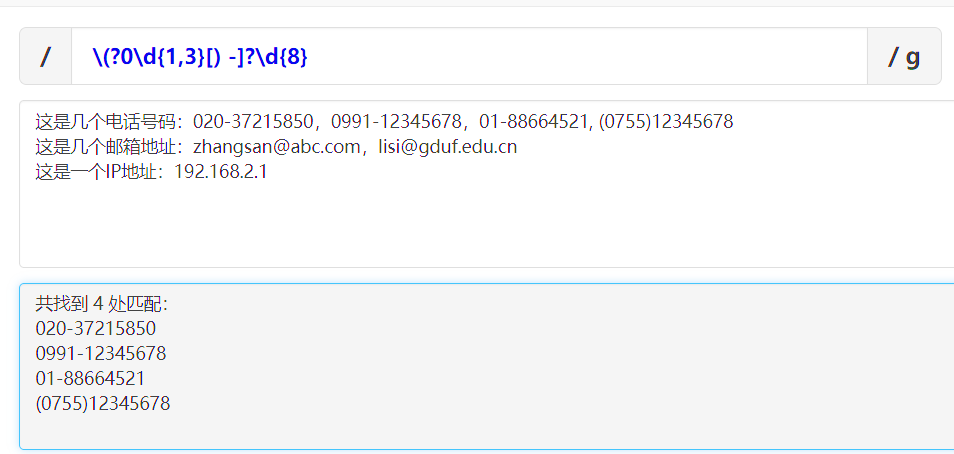 / \(?0\d{1,3}[) -]?\d{8} / g
这是几个电话号码：020-37215850，0991-12345678，01-88664521, (0755)12345678
这是几个邮箱地址：zhangsan@abc.com，lisi@gduf.edu.cn
这是一个IP地址：192.168.2.1
共找到 4 处匹配：
020-37215850
0991-12345678
01-88664521
(0755)12345678